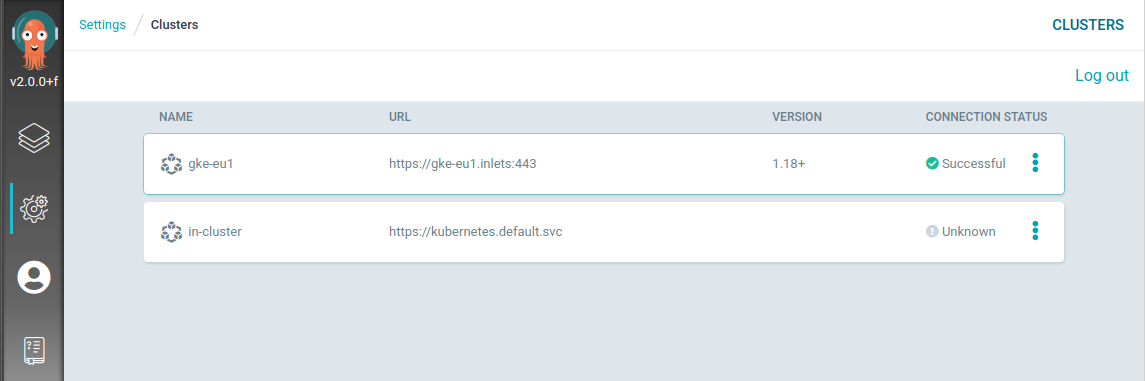 Settings / Clusters
CLUSTERS
v2.0.0+f
Log out
NAME URL VERSION CONNECTION STATUS
gke-eu1 https://gke-eu1.inlets:443 1.18+ Successful
in-cluster https://kubernetes.default.svc Unknown